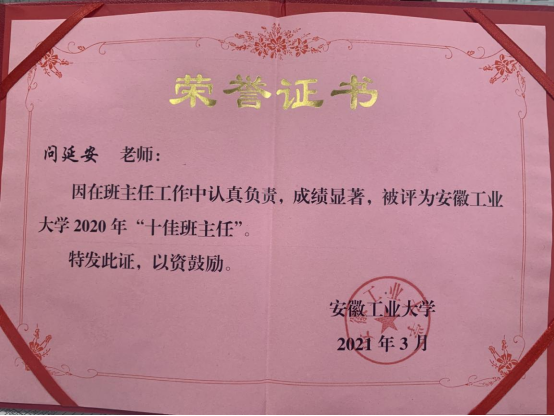 荣誉证书
问延安 老师：
因在班主任工作中认真负责，成绩显著，被评为安徽工业
大学2020年“十佳班主任”。
特发此证，以资鼓励。
安徽工业大学
2021年3月